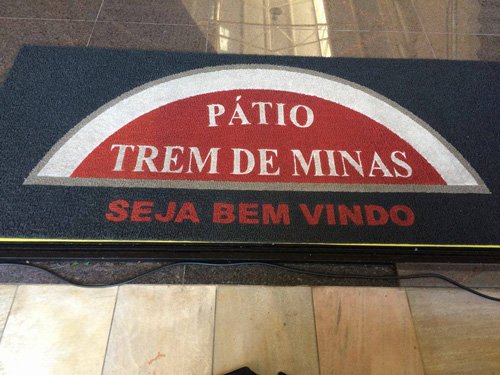 PÁTIO
TREM DE MINAS
SEJA BEM VINDO